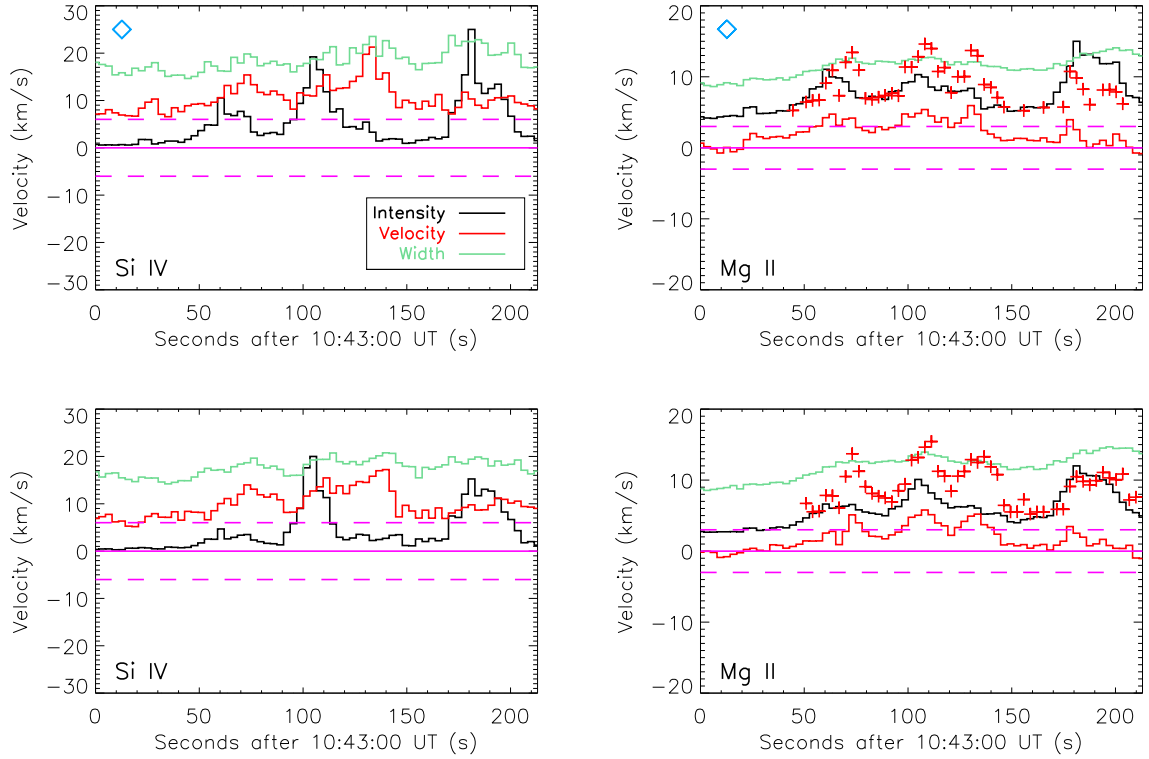 30
20
10
0
−10
−20
−30
Velocity (km/s)
Intensity
Velocity
Width
Si IV
0 50 100 150 200
Seconds after 10:43:00 UT (s)
20
10
0
−10
−20
Velocity (km/s)
Mg II
0 50 100 150 200
Seconds after 10:43:00 UT (s)
30
20
10
0
−10
−20
−30
Velocity (km/s)
Si IV
0 50 100 150 200
Seconds after 10:43:00 UT (s)
20
10
0
−10
−20
Velocity (km/s)
Mg II
0 50 100 150 200
Seconds after 10:43:00 UT (s)